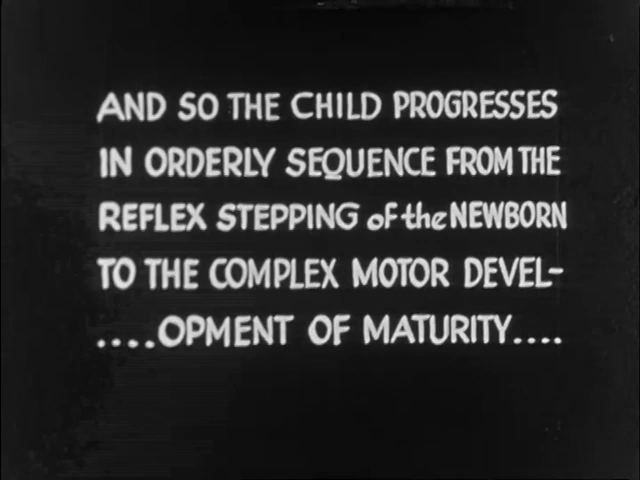 AND SO THE CHILD PROGRESSES
IN ORDERLY SEQUENCE FROM THE
REFLEX STEPPING of the NEWBORN
TO THE COMPLEX MOTOR DEVEL-
....OPMENT OF MATURITY....